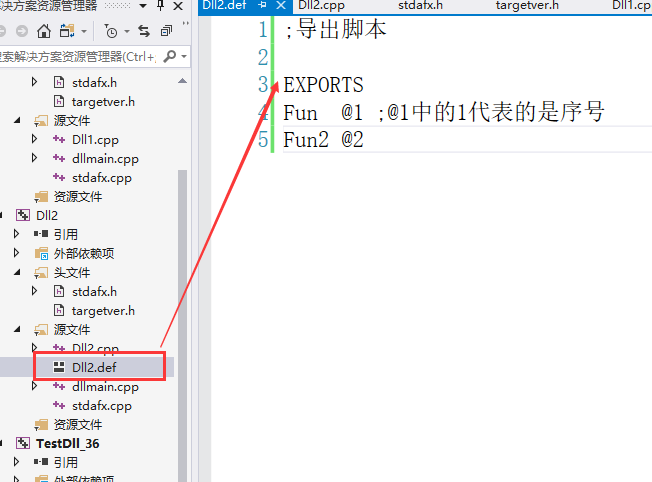 解决方案资源管理器
搜索解决方案资源管理器(Ctrl+;
stdafx.h
targetver.h
源文件
Dll1.cpp
dllmain.cpp
stdafx.cpp
资源文件
Dll2
引用
外部依赖项
头文件
stdafx.h
targetver.h
源文件
Dll2.cpp
Dll2.def
dllmain.cpp
stdafx.cpp
资源文件
TestDll_36
引用
外部依赖项
Dll2.def Dll2.cpp stdafx.h targetver.h Dll1.cp
1 ;导出脚本
2
3 EXPORTS
4 Fun @1 ;@1中的1代表的是序号
5 Fun2 @2